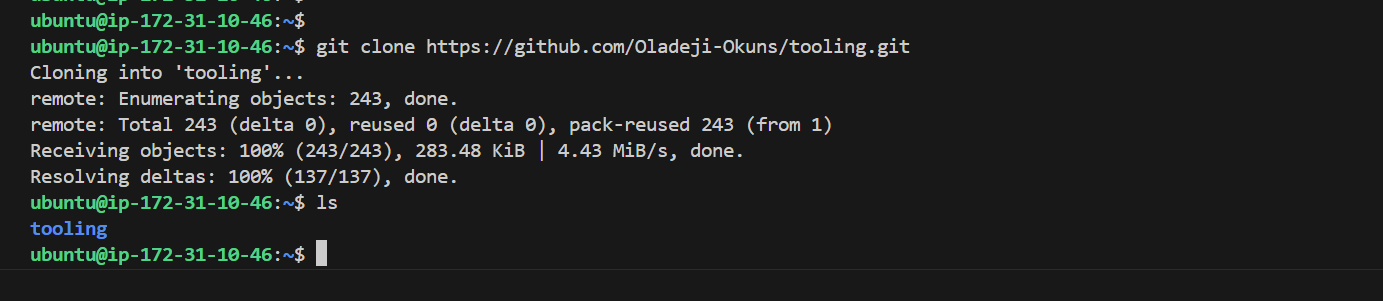 ubuntu@ip-172-31-10-46:~$
ubuntu@ip-172-31-10-46:~$ git clone https://github.com/Oladeji-Okuns/tooling.git
Cloning into 'tooling'...
remote: Enumerating objects: 243, done.
remote: Total 243 (delta 0), reused 0 (delta 0), pack-reused 243 (from 1)
Receiving objects: 100% (243/243), 283.48 KiB | 4.43 MiB/s, done.
Resolving deltas: 100% (137/137), done.
ubuntu@ip-172-31-10-46:~$ ls
tooling
ubuntu@ip-172-31-10-46:~$